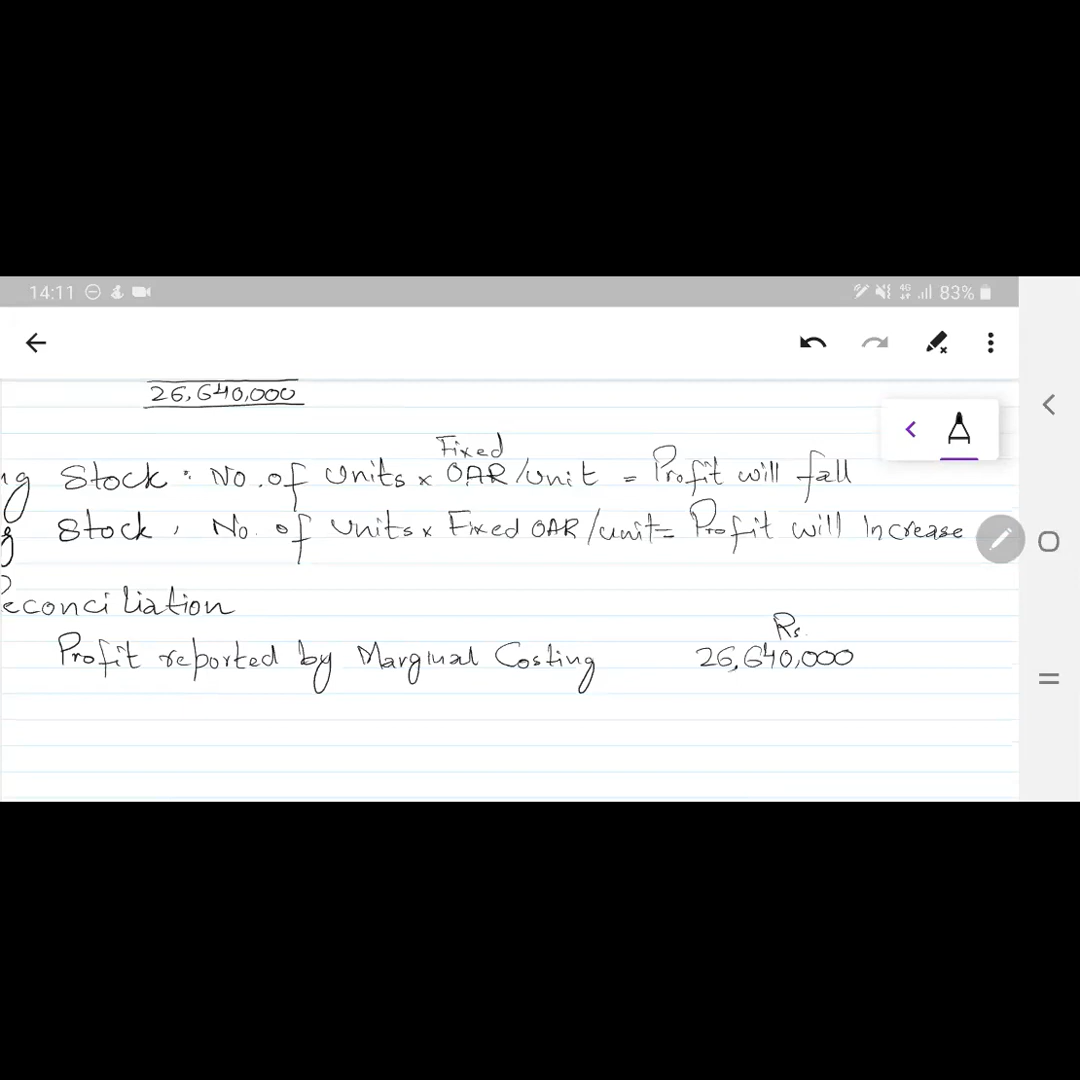 14:11 4G 83%
26,640,000
Fixed
Stock : No. of Units x OAR/Unit = Profit will fall
Stock, No. of Units x Fixed OAR/unit = Profit will Increase
econciliation
Rs.
Profit reported by Marginal Costing 26,640,000